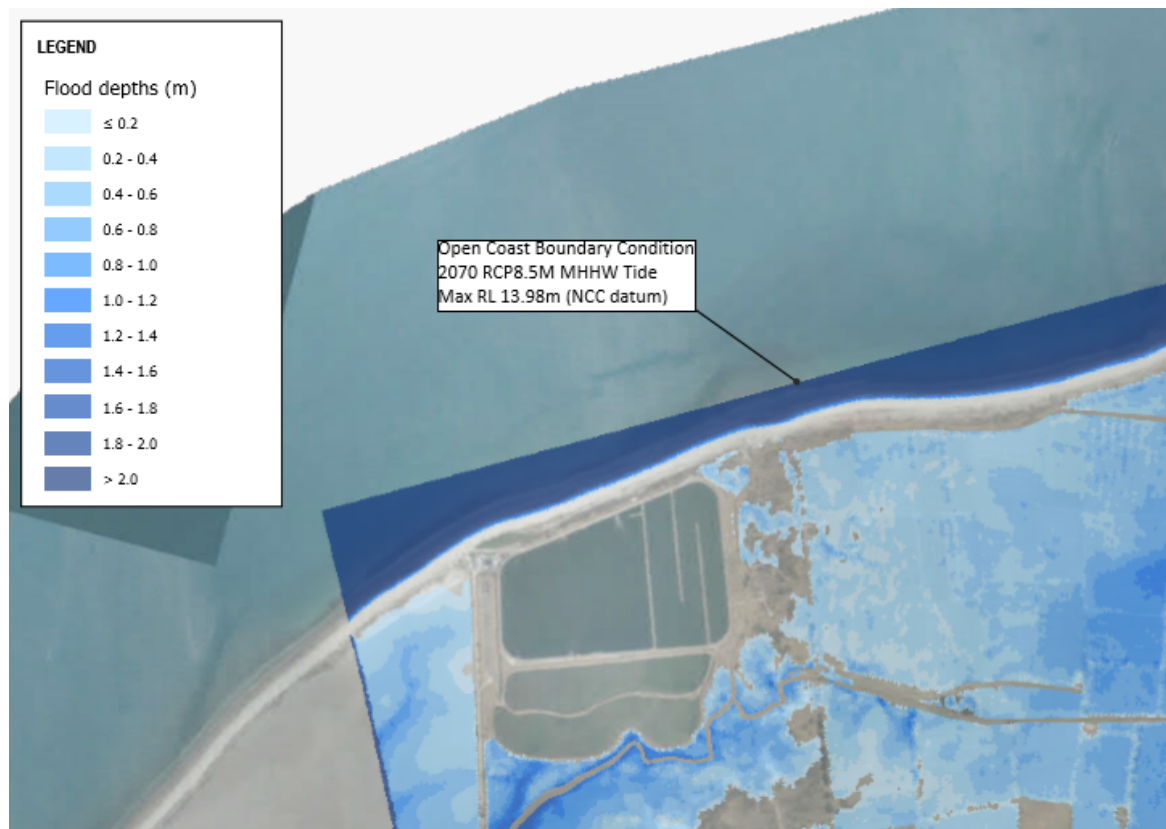 LEGEND
Flood depths (m)
≤ 0.2
0.2 - 0.4
0.4 - 0.6
0.6 - 0.8
0.8 - 1.0
1.0 - 1.2
1.2 - 1.4
1.4 - 1.6
1.6 - 1.8
1.8 - 2.0
> 2.0
Open Coast Boundary Condition
2070 RCP8.5M MHHW Tide
Max RL 13.98m (NCC datum)